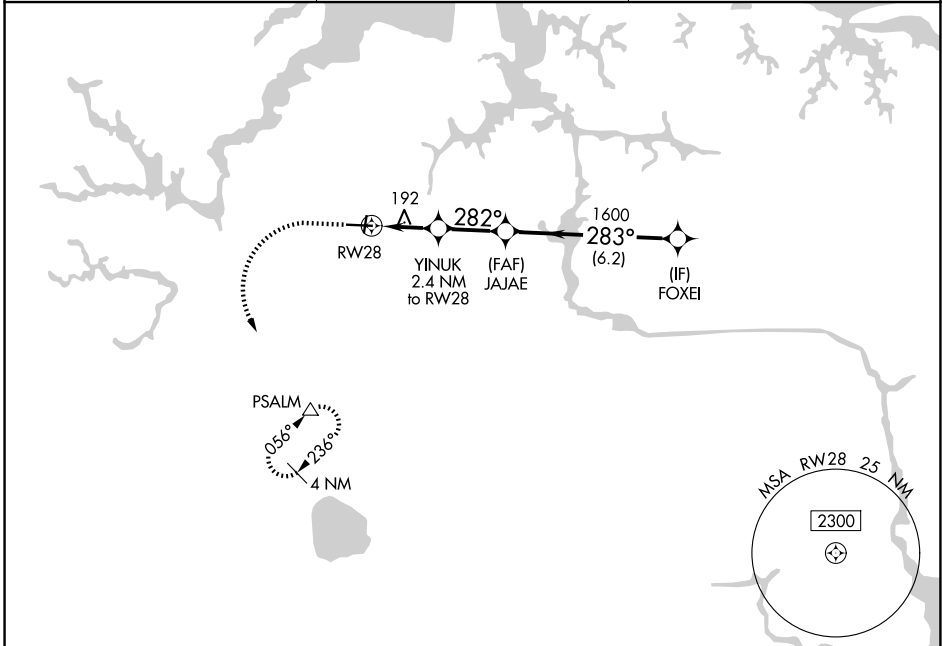 192
282°
1600
283°
(6.2)
RW28
YINUK
2.4 NM
to RW28
(FAF)
JAJAE
(IF)
FOXEI
PSALM
056°
236°
4 NM
MSA RW28 25 NM
2300